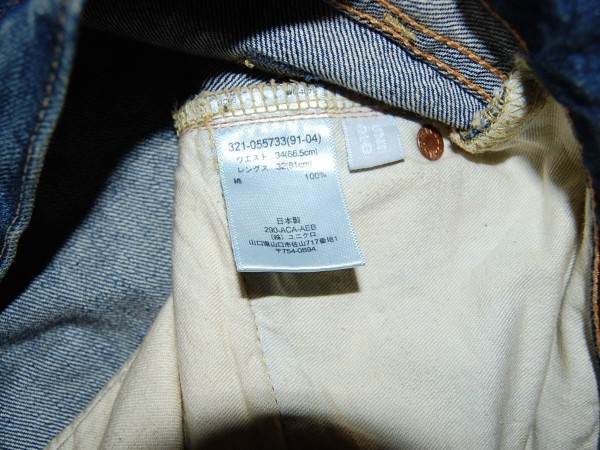 321-055733(91-04)
ウエスト 34(86.5cm)
レングス 32(81cm)
綿 100%
日本製
290-ACA-AEB
(株) ユニクロ
山口県山口市佐山717番地1
〒754-0894